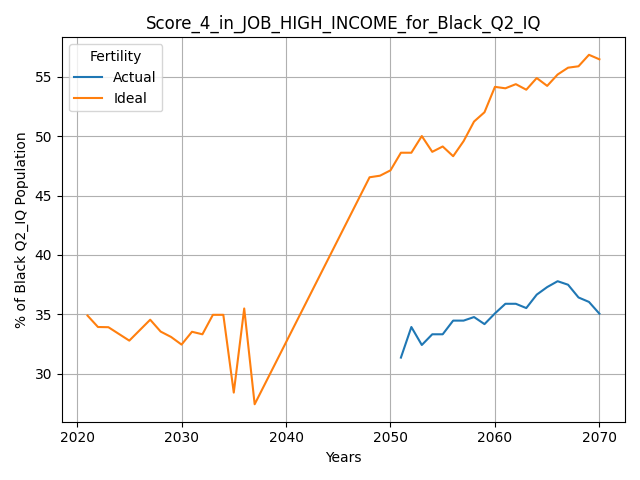 Score_4_in_JOB_HIGH_INCOME_for_Black_Q2_IQ
Fertility
Actual
Ideal
% of Black Q2_IQ Population
55
50
45
40
35
30
2020 2030 2040 2050 2060 2070
Years